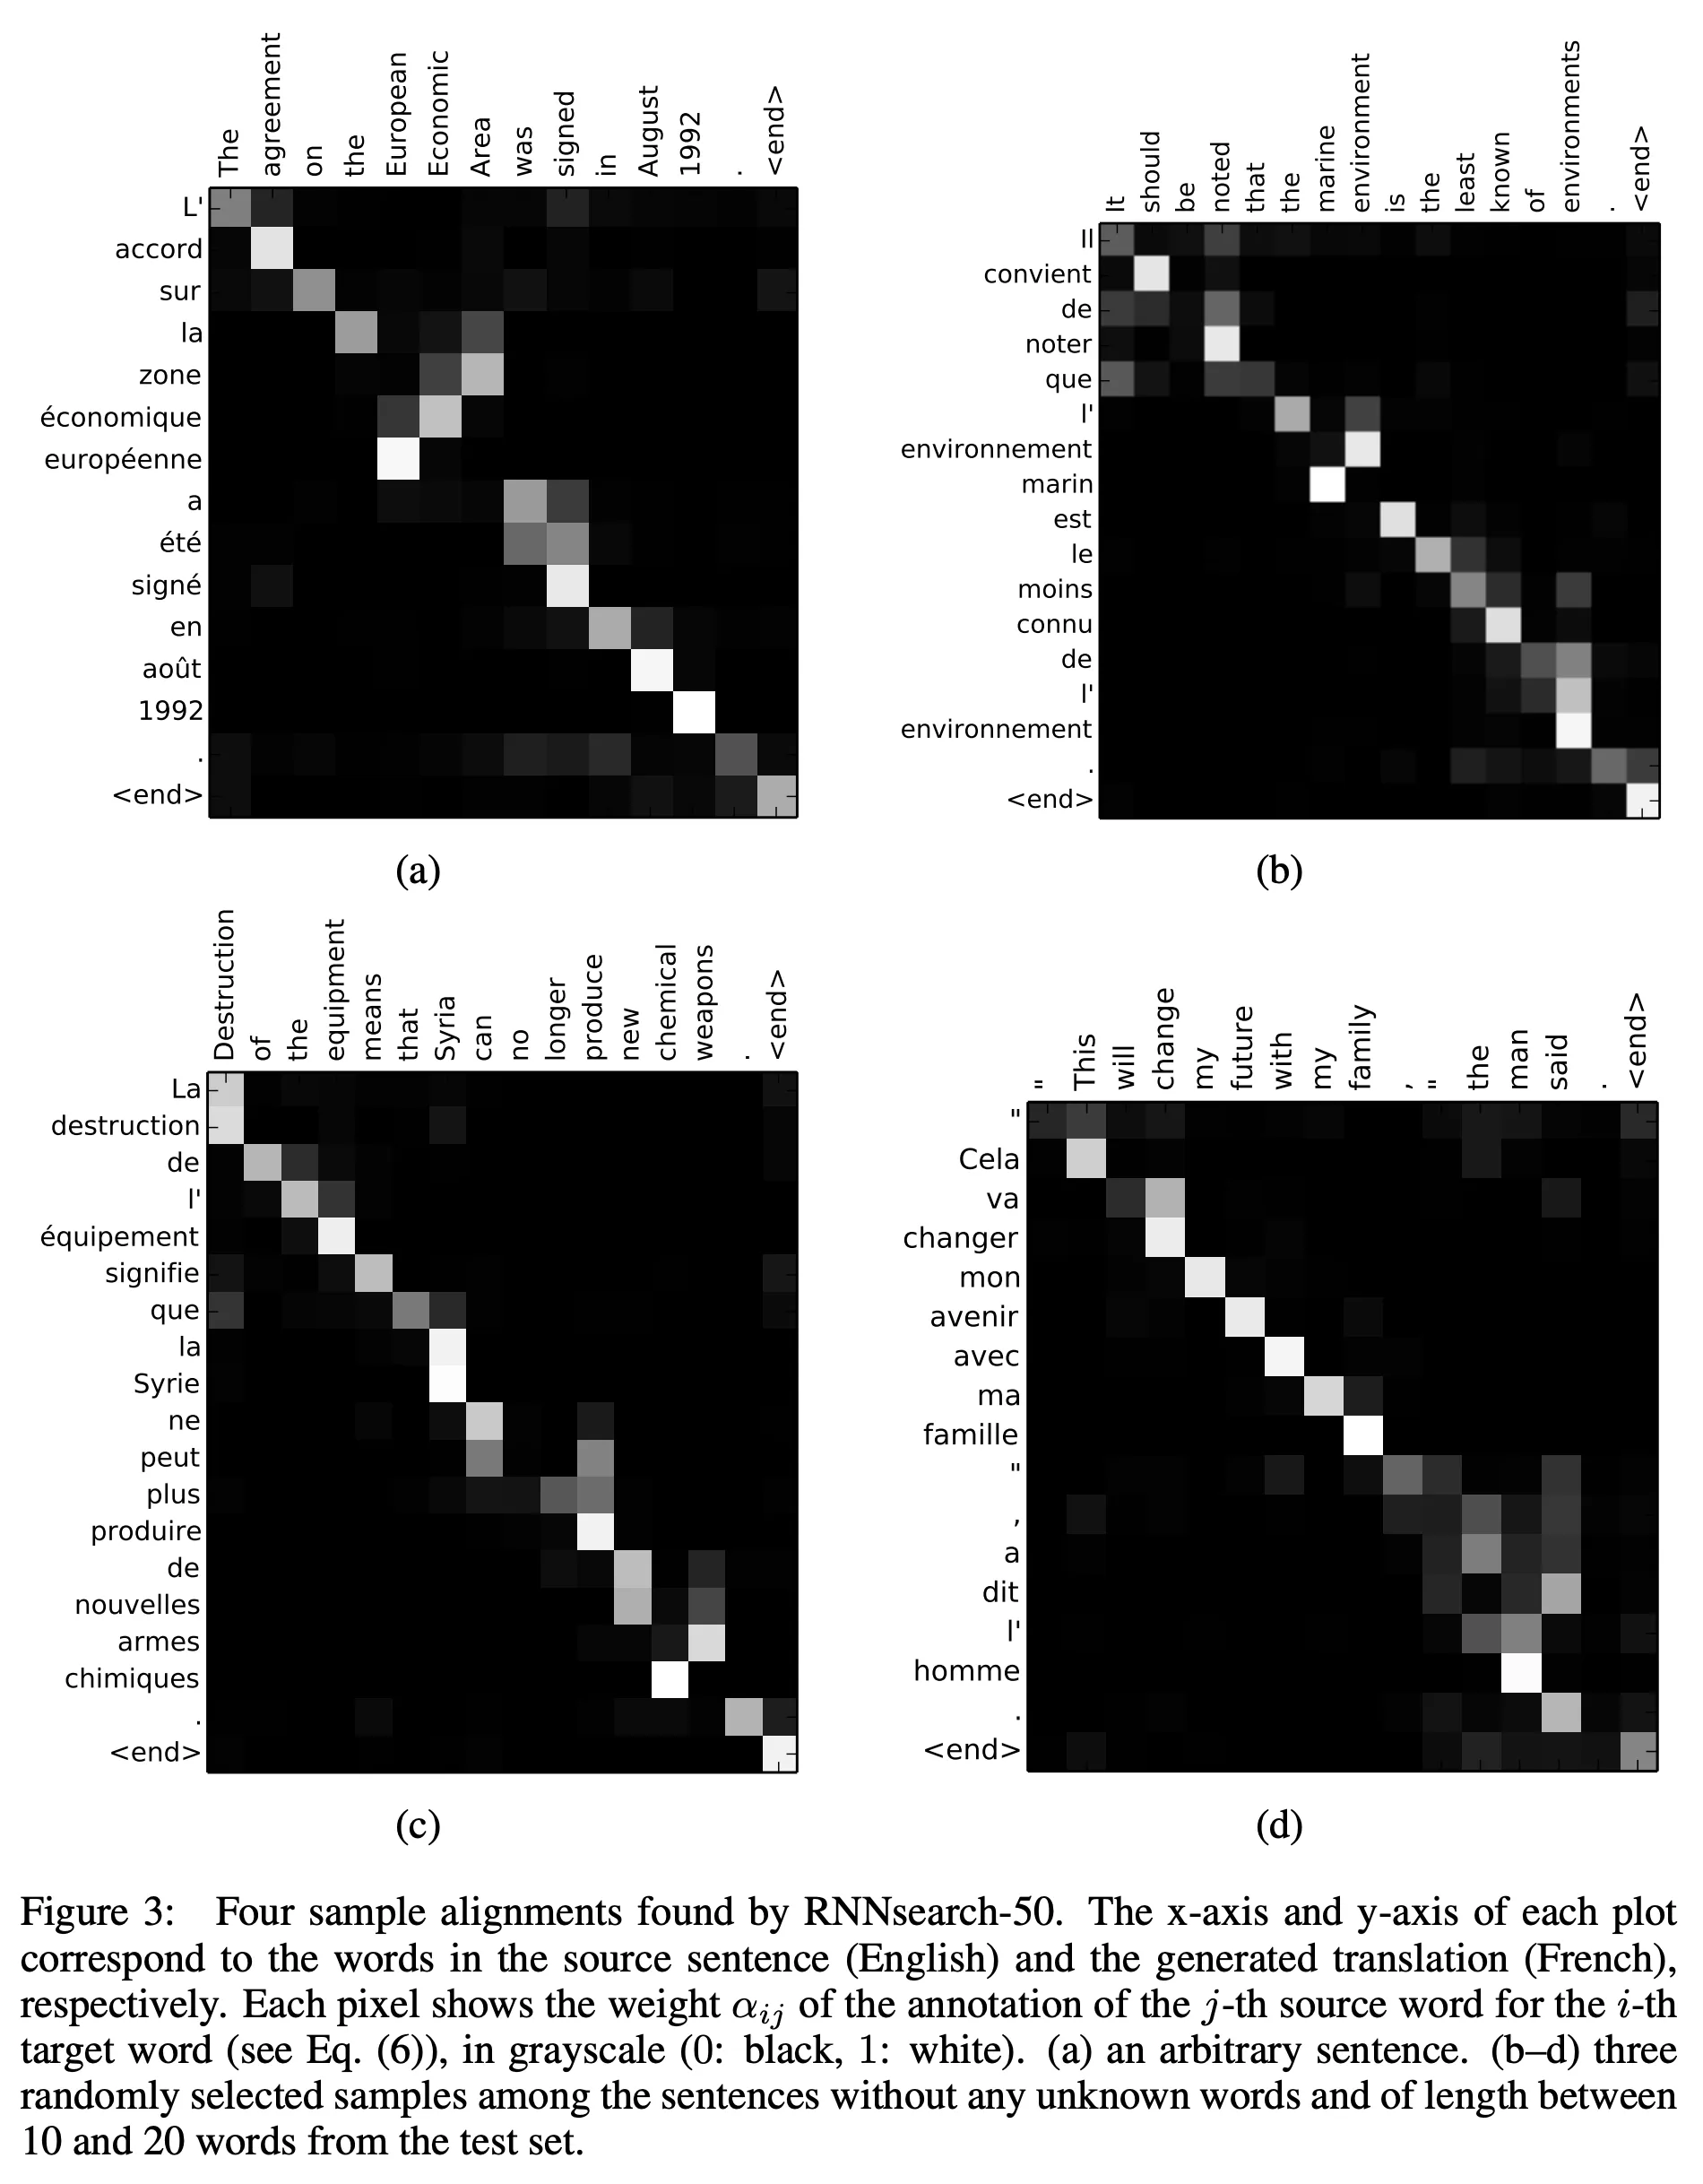 The
agreement
on
the
European
Economic
Area
was
signed
in
August
1992
.
<end>
L'
accord
sur
la
zone
économique
européenne
a
été
signé
en
août
1992
.
<end>
(a)
It
should
be
noted
that
the
marine
environment
is
the
least
known
of
environments
.
<end>
Il
convient
de
noter
que
l'
environnement
marin
est
le
moins
connu
de
l'
environnement
.
<end>
(b)
Destruction
of
the
equipment
means
that
Syria
can
no
longer
produce
new
chemical
weapons
.
<end>
La
destruction
de
l'
équipement
signifie
que
la
Syrie
ne
peut
plus
produire
de
nouvelles
armes
chimiques
.
<end>
(c)
"
This
will
change
my
future
with
my
family
,
"
the
man
said
.
<end>
"
Cela
va
changer
mon
avenir
avec
ma
famille
"
,
a
dit
l'
homme
.
<end>
(d)
Figure 3: Four sample alignments found by RNNsearch-50. The x-axis and y-axis of each plot
correspond to the words in the source sentence (English) and the generated translation (French),
respectively. Each pixel shows the weight αij of the annotation of the j-th source word for the i-th
target word (see Eq. (6)), in grayscale (0: black, 1: white). (a) an arbitrary sentence. (b–d) three
randomly selected samples among the sentences without any unknown words and of length between
10 and 20 words from the test set.